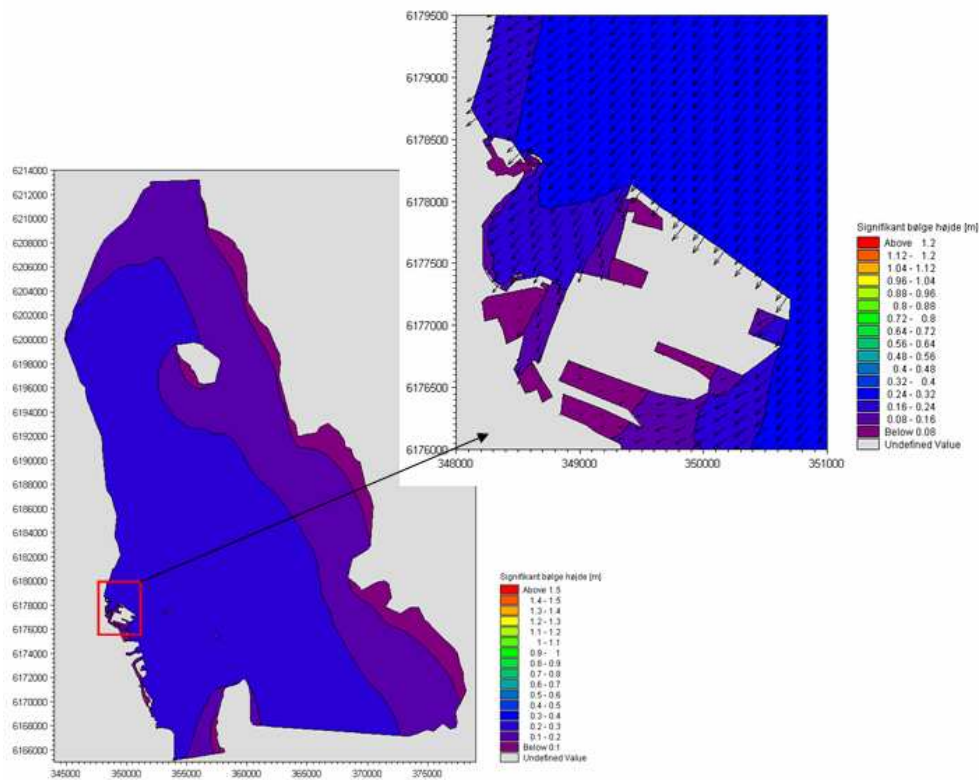 6179500
6179000
6178500
6178000
6177500
6177000
6176500
6176000
348000
349000
350000
351000
Signifikant bølge højde [m]
Above 1.2
1.12 - 1.2
1.04 - 1.12
0.96 - 1.04
0.88 - 0.96
0.8 - 0.88
0.72 - 0.8
0.64 - 0.72
0.56 - 0.64
0.48 - 0.56
0.4 - 0.48
0.32 - 0.4
0.24 - 0.32
0.16 - 0.24
0.08 - 0.16
Below 0.08
Undefined Value
6214000
6212000
6210000
6208000
6206000
6204000
6202000
6200000
6198000
6196000
6194000
6192000
6190000
6188000
6186000
6184000
6182000
6180000
6178000
6176000
6174000
6172000
6170000
6168000
6166000
345000
350000
355000
360000
365000
370000
375000
Signifikant bølge højde [m]
Above 1.5
1.4 - 1.5
1.3 - 1.4
1.2 - 1.3
1.1 - 1.2
1 - 1.1
0.9 - 1
0.8 - 0.9
0.7 - 0.8
0.6 - 0.7
0.5 - 0.6
0.4 - 0.5
0.3 - 0.4
0.2 - 0.3
0.1 - 0.2
Below 0.1
Undefined Value